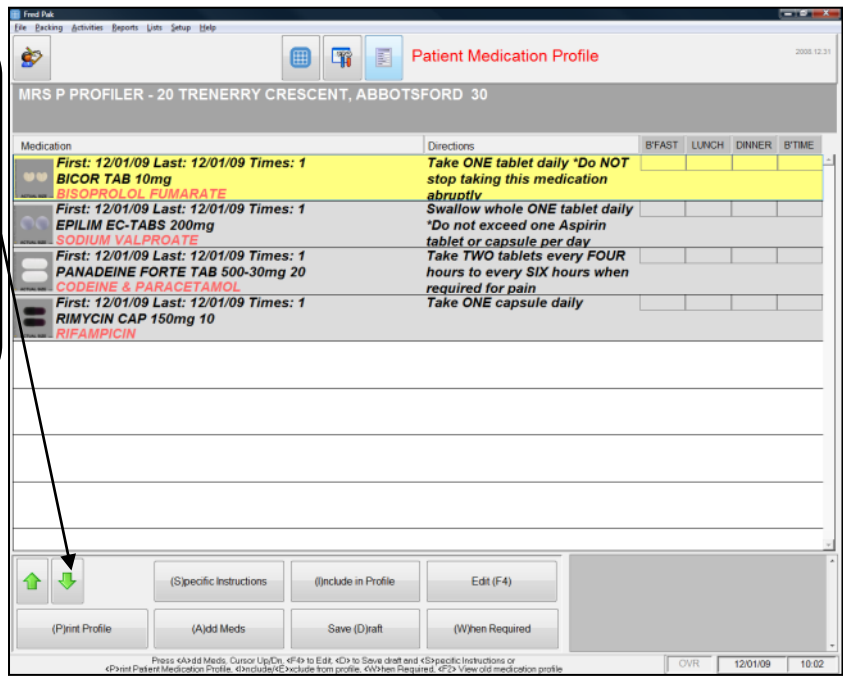 Fred Pak
File Packing Activities Reports Lists Setup Help
Patient Medication Profile
2008.12.31
MRS P PROFILER - 20 TRENERRY CRESCENT, ABBOTSFORD 30
Medication Directions B'FAST LUNCH DINNER B'TIME
First: 12/01/09 Last: 12/01/09 Times: 1 Take ONE tablet daily *Do NOT
BICOR TAB 10mg stop taking this medication
BISOPROLOL FUMARATE abruptly
First: 12/01/09 Last: 12/01/09 Times: 1 Swallow whole ONE tablet daily
EPILIM EC-TABS 200mg *Do not exceed one Aspirin
SODIUM VALPROATE tablet or capsule per day
First: 12/01/09 Last: 12/01/09 Times: 1 Take TWO tablets every FOUR
PANADEINE FORTE TAB 500-30mg 20 hours to every SIX hours when
CODEINE & PARACETAMOL required for pain
First: 12/01/09 Last: 12/01/09 Times: 1 Take ONE capsule daily
RIMYCIN CAP 150mg 10
RIFAMPICIN
(S)pecific Instructions (I)nclude in Profile Edit (F4)
(P)rint Profile (A)dd Meds Save (D)raft (W)hen Required
Press <A>dd Meds, Cursor Up/Dn, <F4> to Edit, <D> to Save draft and <S>pecific Instructions or
<P>rint Patient Medication Profile, <I>nclude/<E>xclude from profile, <W>hen Required, <F2> View old medication profile
OVR 12/01/09 10:02